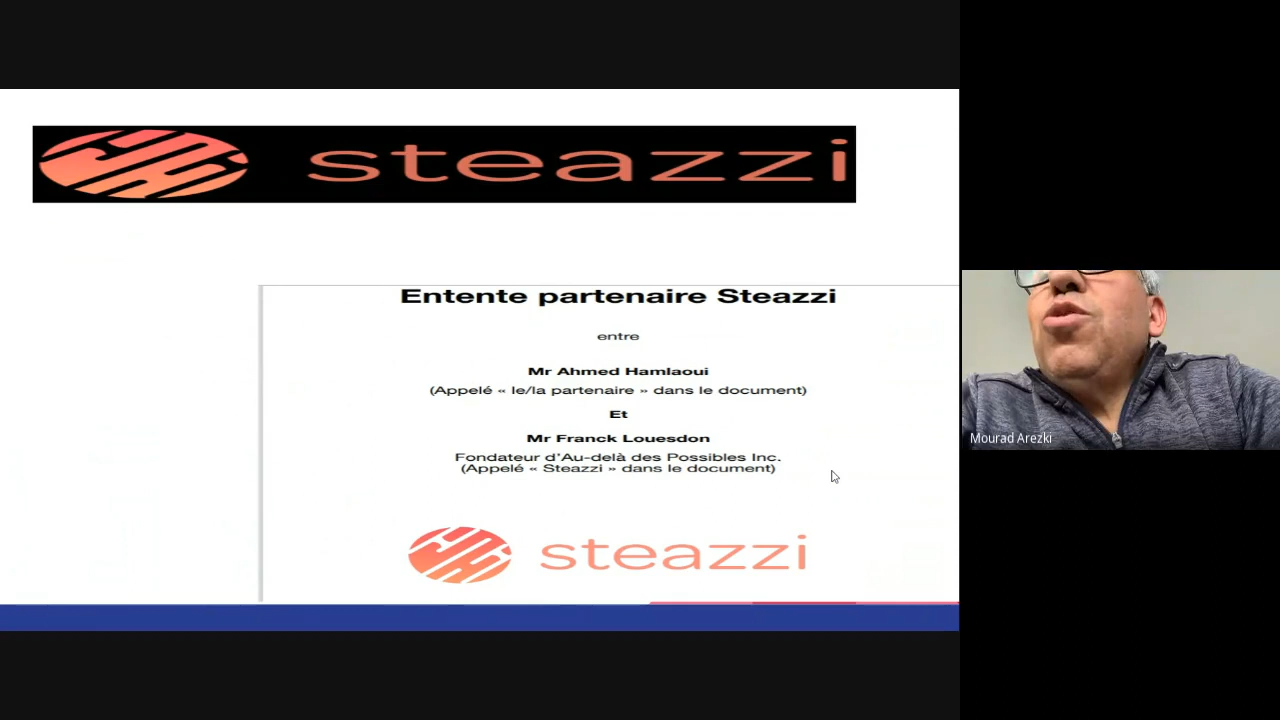 steazzi
Entente partenaire Steazzi
entre
Mr Ahmed Hamlaoui
(Appelé « le/la partenaire » dans le document)
Et
Mr Franck Louesdon
Fondateur d'Au-delà des Possibles Inc.
(Appelé « Steazzi » dans le document)
steazzi
Mourad Arezki